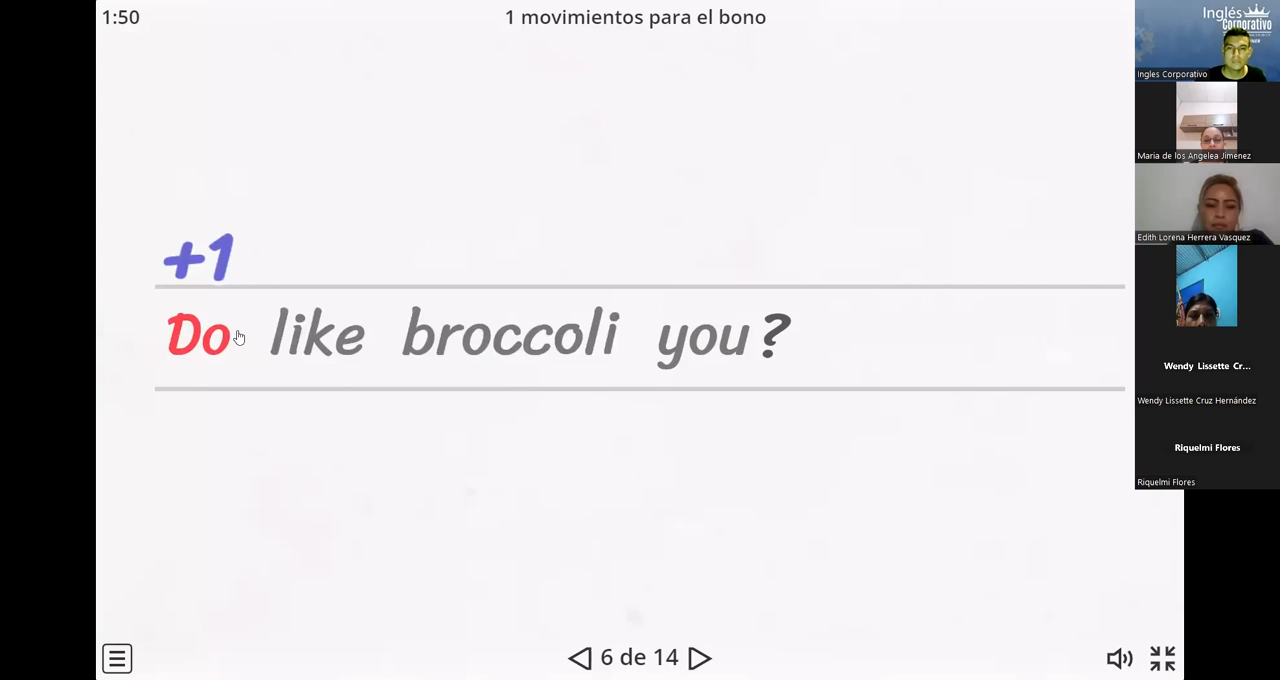 1:50
1 movimientos para el bono
Inglés
Corporativo
Ingles Corporativo
Maria de los Angelea Jimenez
Edith Lorena Herrera Vasquez
+1
Do like broccoli you?
Wendy Lissette Cr...
Wendy Lissette Cruz Hernández
Riquelmi Flores
Riquelmi Flores
6 de 14